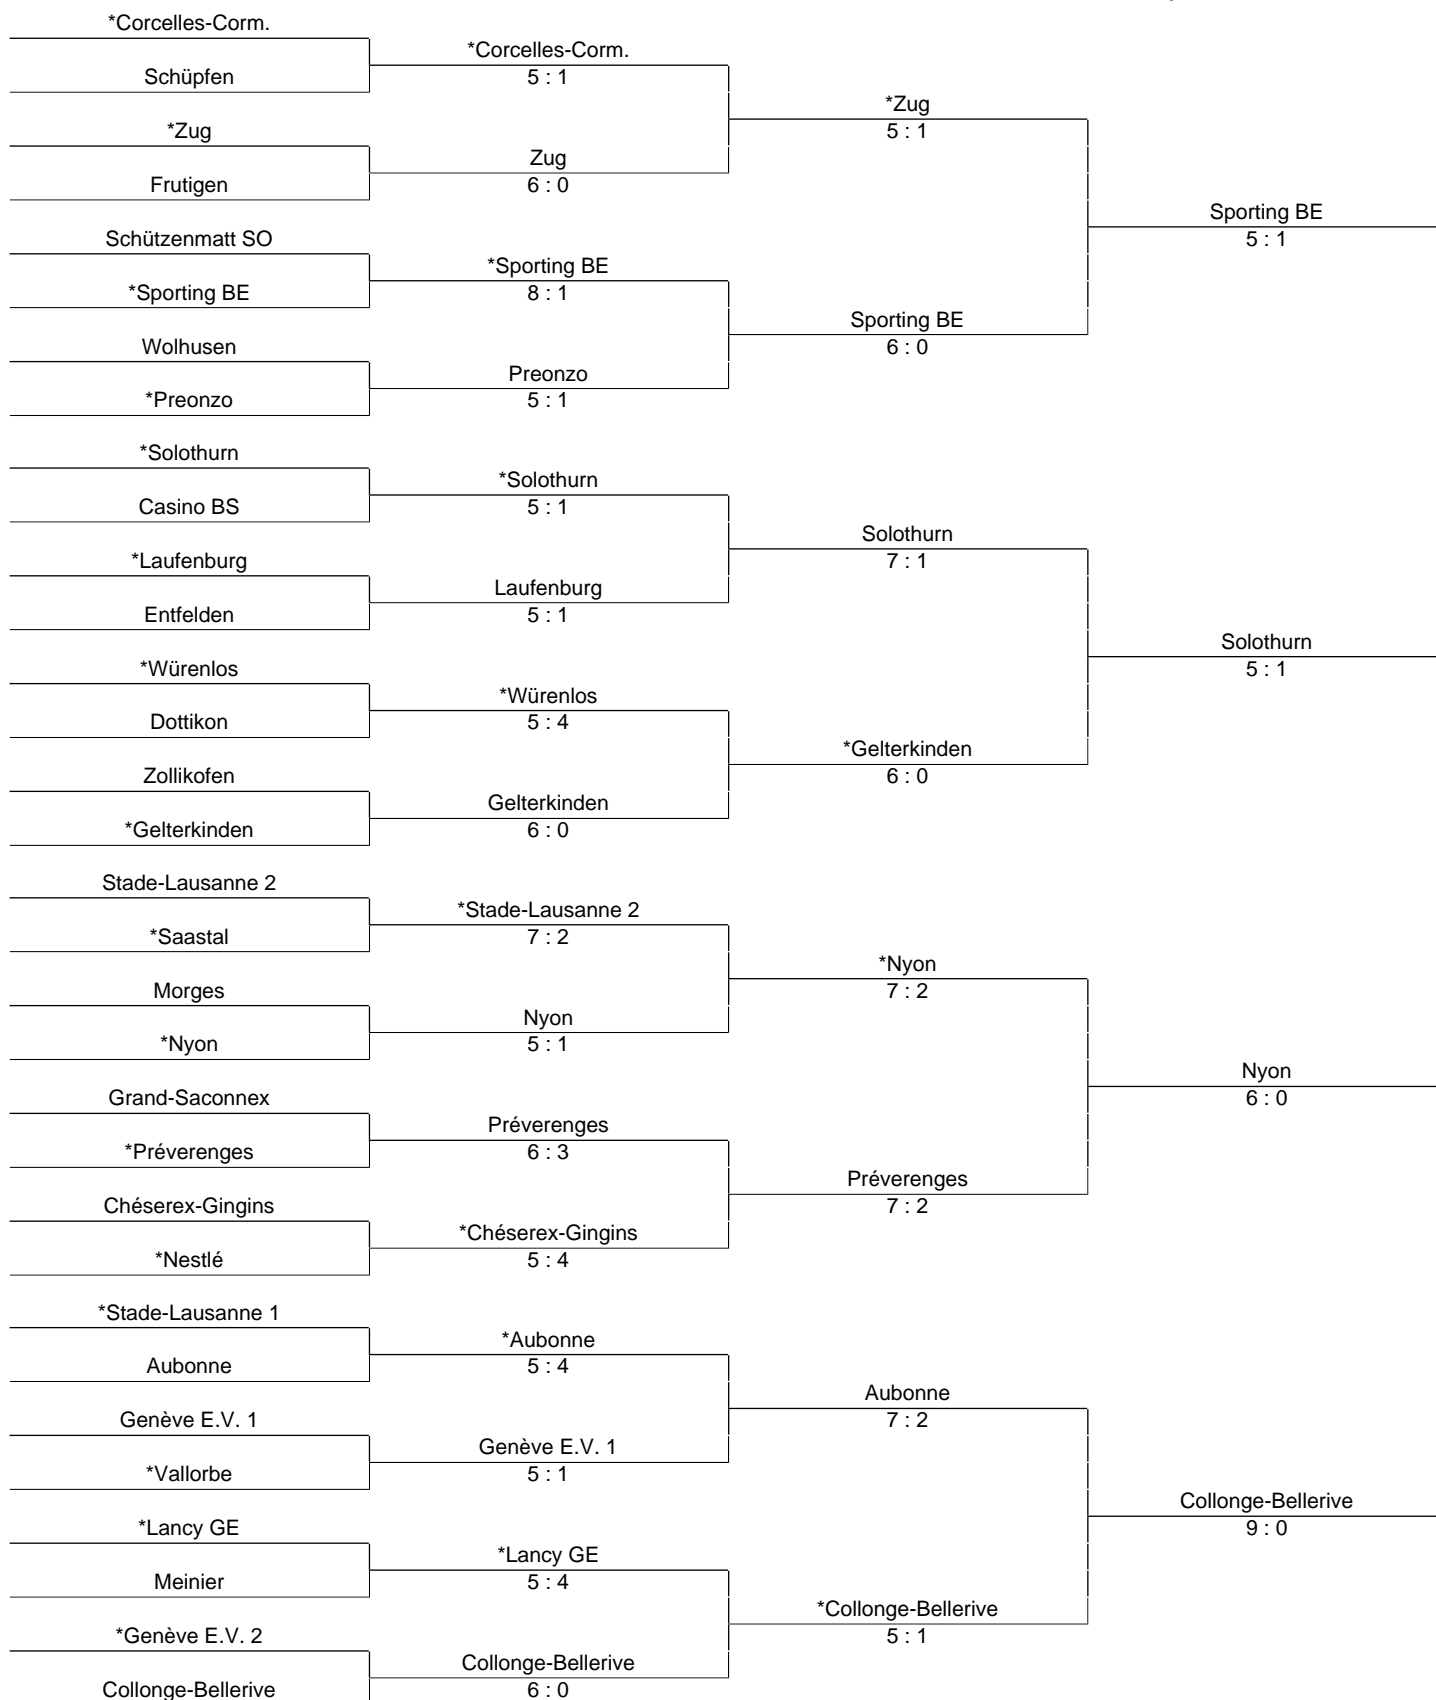 *Corcelles-Corm.
*Corcelles-Corm.
Schüpfen
5 : 1
*Zug
*Zug
5 : 1
Zug
Frutigen
6 : 0
Sporting BE
Schützenmatt SO
5 : 1
*Sporting BE
*Sporting BE
8 : 1
Sporting BE
Wolhusen
6 : 0
Preonzo
*Preonzo
5 : 1
*Solothurn
*Solothurn
Casino BS
5 : 1
Solothurn
*Laufenburg
7 : 1
Laufenburg
Entfelden
5 : 1
Solothurn
*Würenlos
5 : 1
*Würenlos
Dottikon
5 : 4
*Gelterkinden
Zollikofen
6 : 0
Gelterkinden
*Gelterkinden
6 : 0
Stade-Lausanne 2
*Stade-Lausanne 2
*Saastal
7 : 2
*Nyon
Morges
7 : 2
Nyon
*Nyon
5 : 1
Nyon
Grand-Saconnex
6 : 0
Préverenges
*Préverenges
6 : 3
Préverenges
Chéserex-Gingins
7 : 2
*Chéserex-Gingins
*Nestlé
5 : 4
*Stade-Lausanne 1
*Aubonne
Aubonne
5 : 4
Aubonne
Genève E.V. 1
7 : 2
Genève E.V. 1
*Vallorbe
5 : 1
Collonge-Bellerive
*Lancy GE
9 : 0
*Lancy GE
Meinier
5 : 4
*Collonge-Bellerive
*Genève E.V. 2
5 : 1
Collonge-Bellerive
Collonge-Bellerive
6 : 0